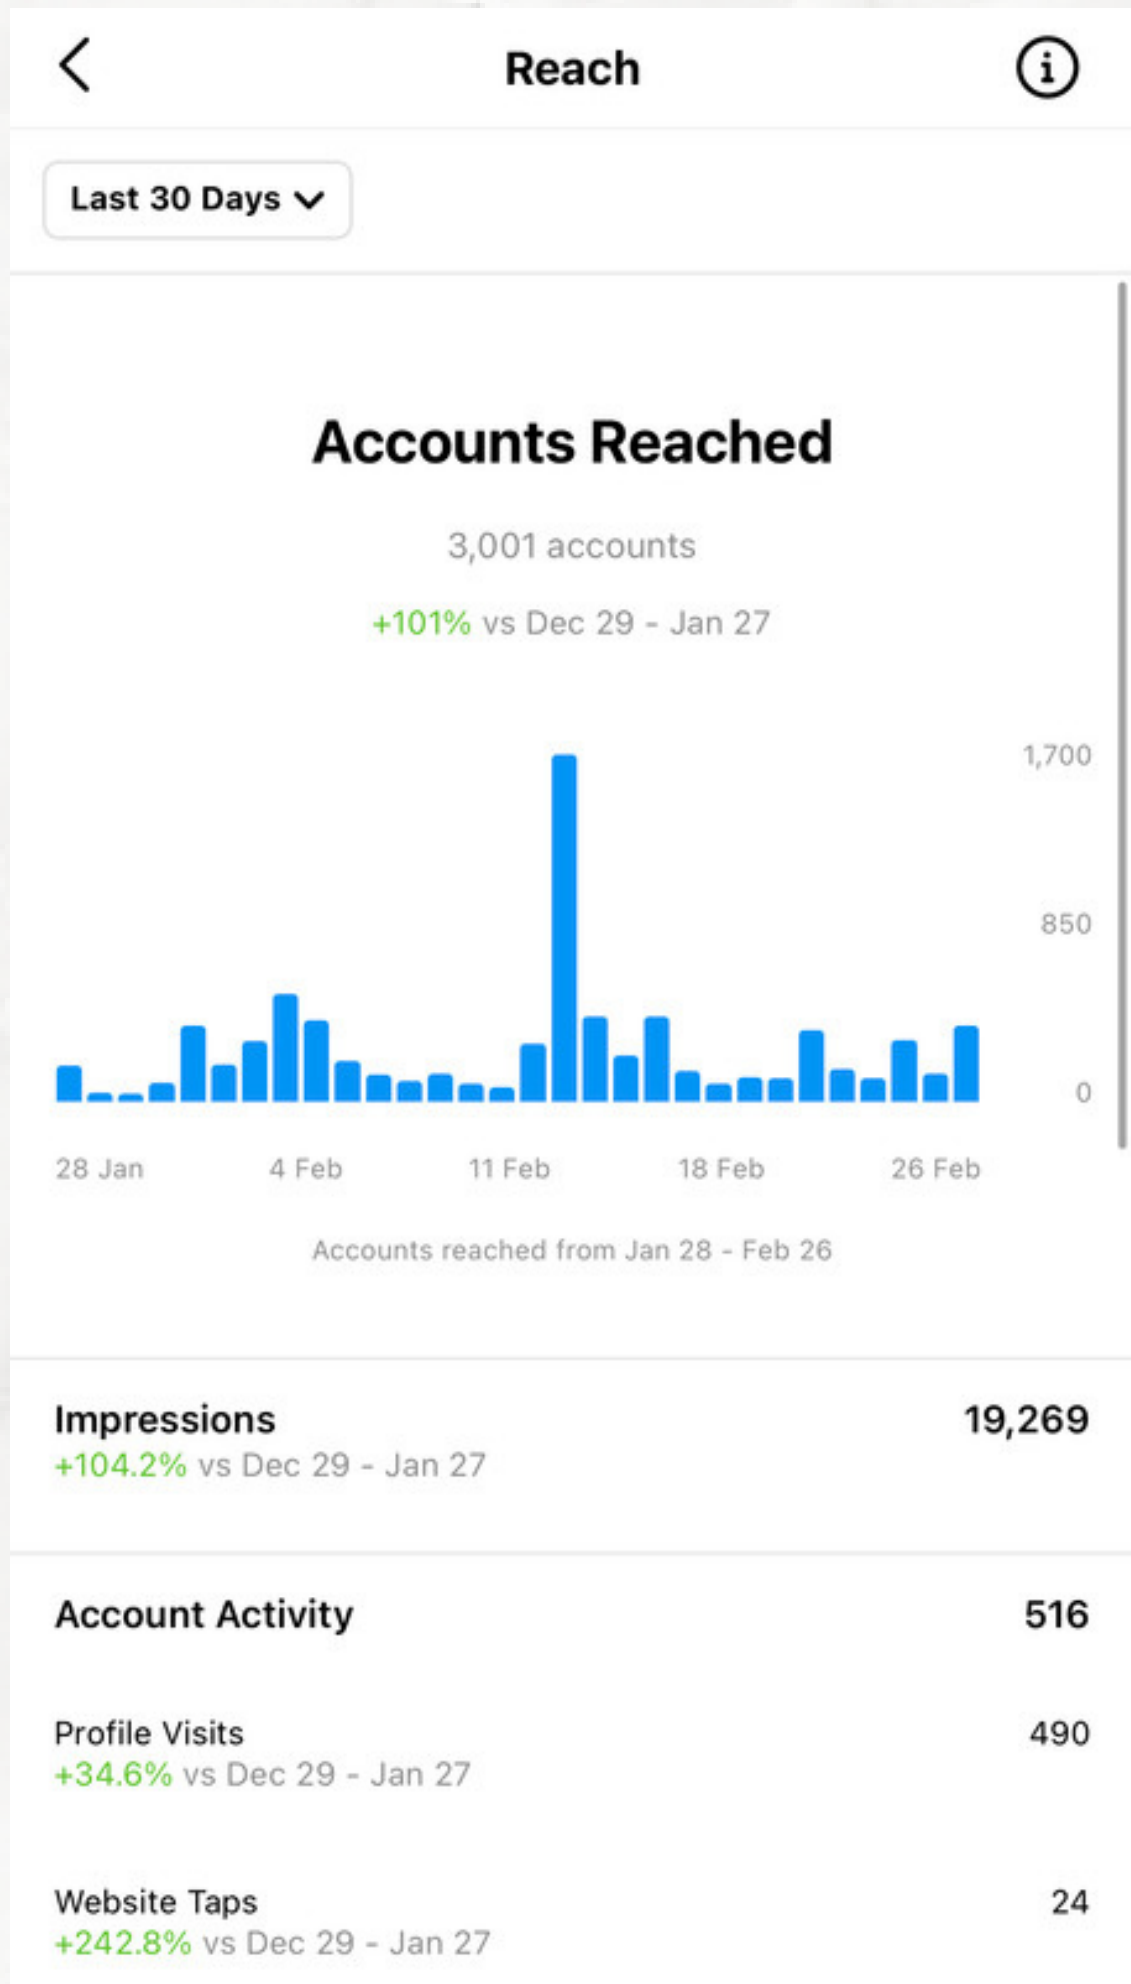 Reach
Last 30 Days
Accounts Reached
3,001 accounts
+101% vs Dec 29 - Jan 27
1,700
850
0
28 Jan 4 Feb 11 Feb 18 Feb 26 Feb
Accounts reached from Jan 28 - Feb 26
Impressions 19,269
+104.2% vs Dec 29 - Jan 27
Account Activity 516
Profile Visits 490
+34.6% vs Dec 29 - Jan 27
Website Taps 24
+242.8% vs Dec 29 - Jan 27